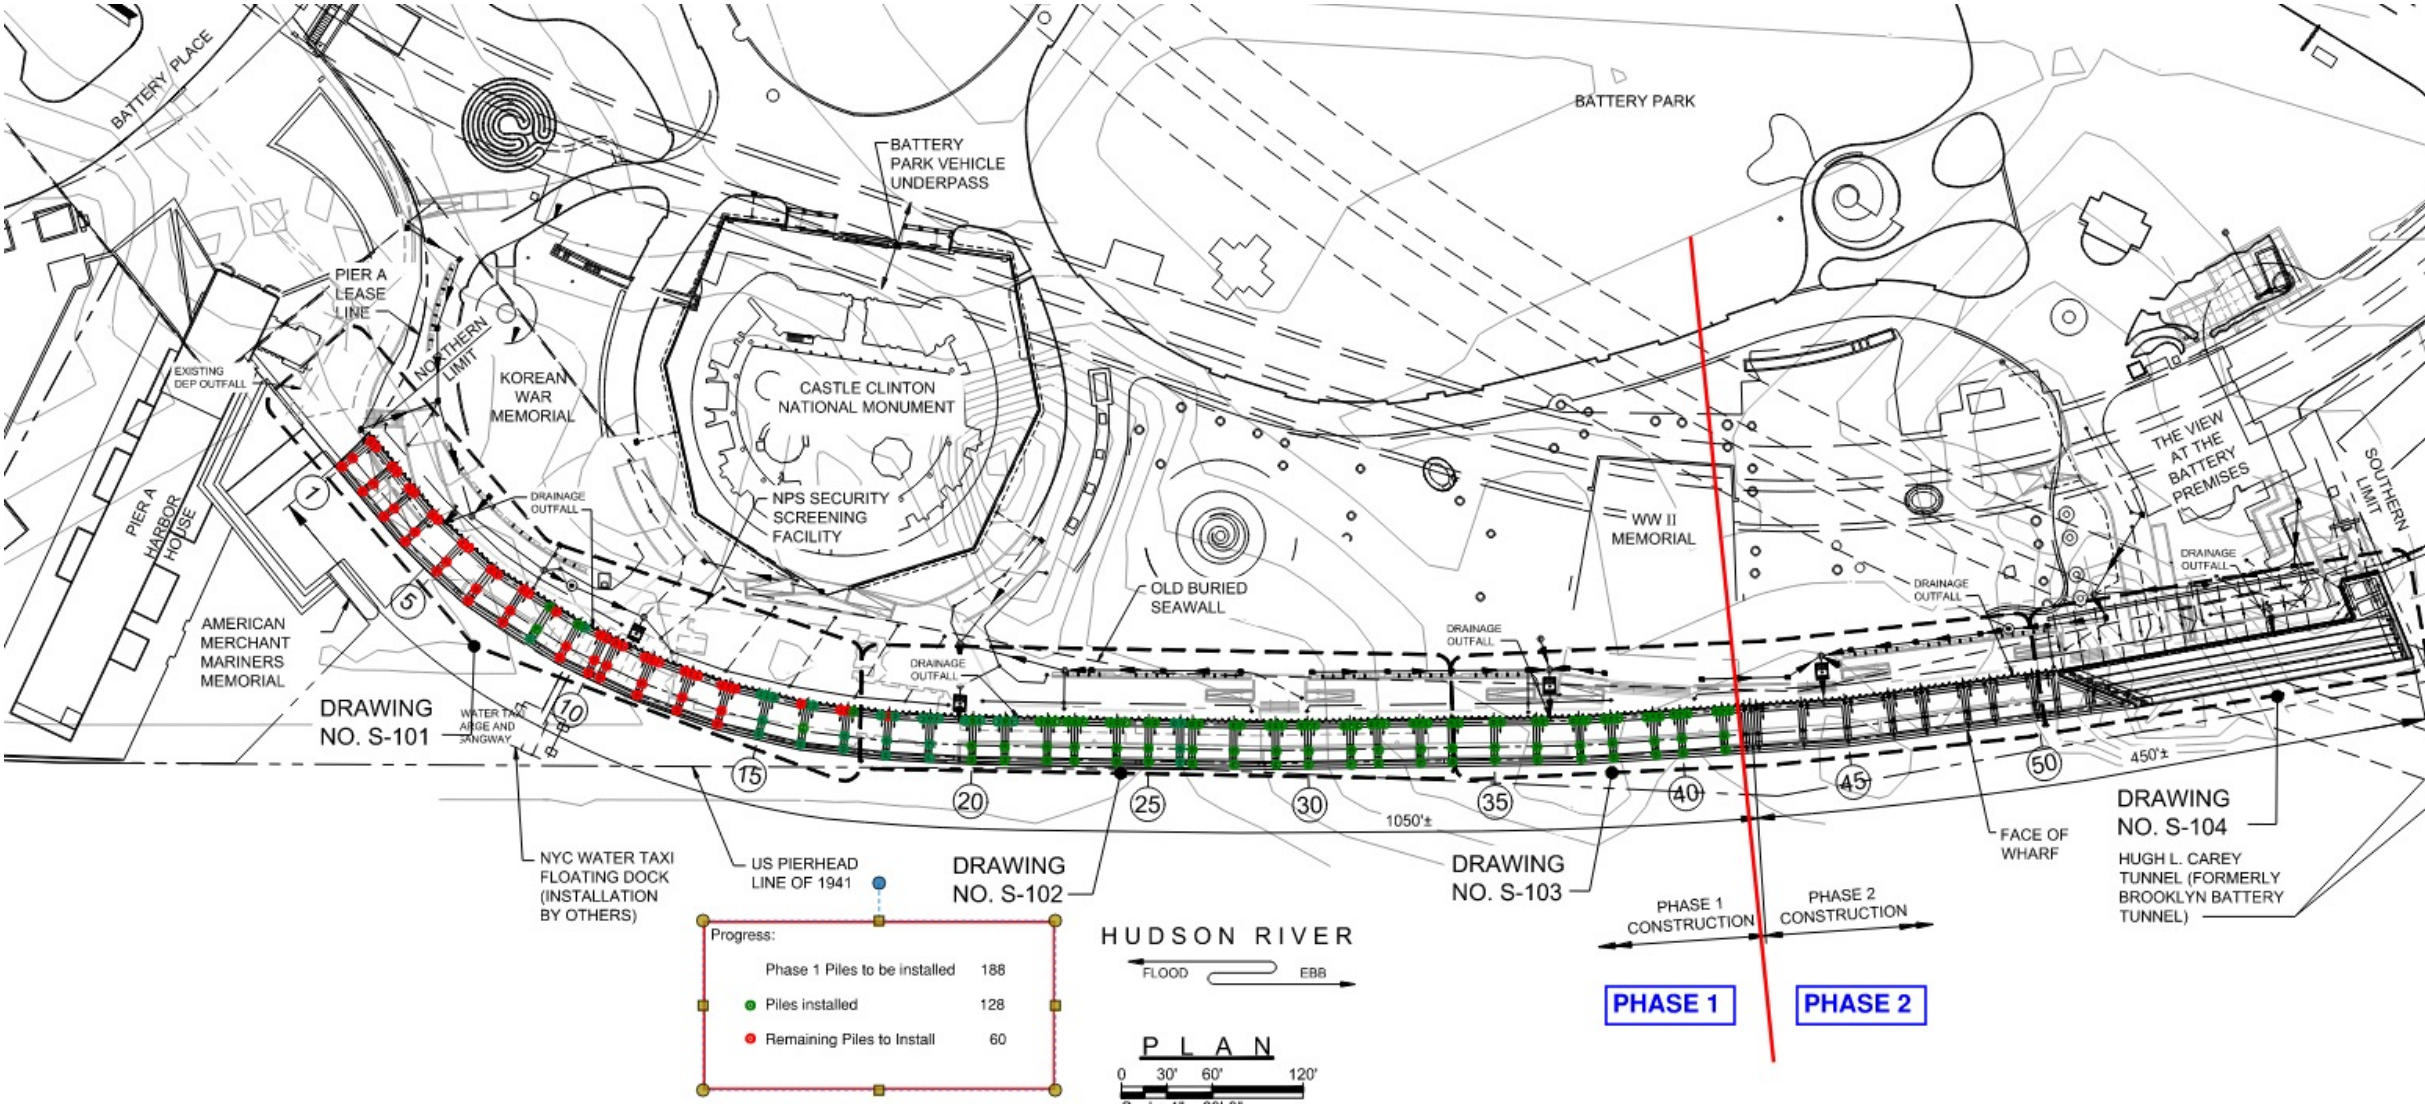 BATTERY PLACE
BATTERY PARK
BATTERY
PARK VEHICLE
UNDERPASS
PIER A
LEASE
LINE
NOTHERN
LIMIT
EXISTING
DEP OUTFALL
KOREAN
WAR
MEMORIAL
CASTLE CLINTON
NATIONAL MONUMENT
THE VIEW
AT THE
BATTERY
PREMISES
SOUTHERN
LIMIT
PIER A
HARBOR
HOUSE
1
DRAINAGE
OUTFALL
NPS SECURITY
SCREENING
FACILITY
WW II
MEMORIAL
OLD BURIED
SEAWALL
DRAINAGE
OUTFALL
DRAINAGE
OUTFALL
5
AMERICAN
MERCHANT
MARINERS
MEMORIAL
DRAINAGE
OUTFALL
DRAINAGE
OUTFALL
DRAWING
NO. S-101
10
WATER TAXI
ARGE AND
GANGWAY
15
20
25
30
35
40
45
50
450'±
1050'±
DRAWING
NO. S-104
FACE OF
WHARF
NYC WATER TAXI
FLOATING DOCK
(INSTALLATION
BY OTHERS)
US PIERHEAD
LINE OF 1941
DRAWING
NO. S-102
DRAWING
NO. S-103
HUGH L. CAREY
TUNNEL (FORMERLY
BROOKLYN BATTERY
TUNNEL)
PHASE 1
CONSTRUCTION
PHASE 2
CONSTRUCTION
Progress:
Phase 1 Piles to be installed 188
Piles installed 128
Remaining Piles to Install 60
HUDSON RIVER
FLOOD
EBB
PHASE 1
PHASE 2
PLAN
0 30' 60' 120'